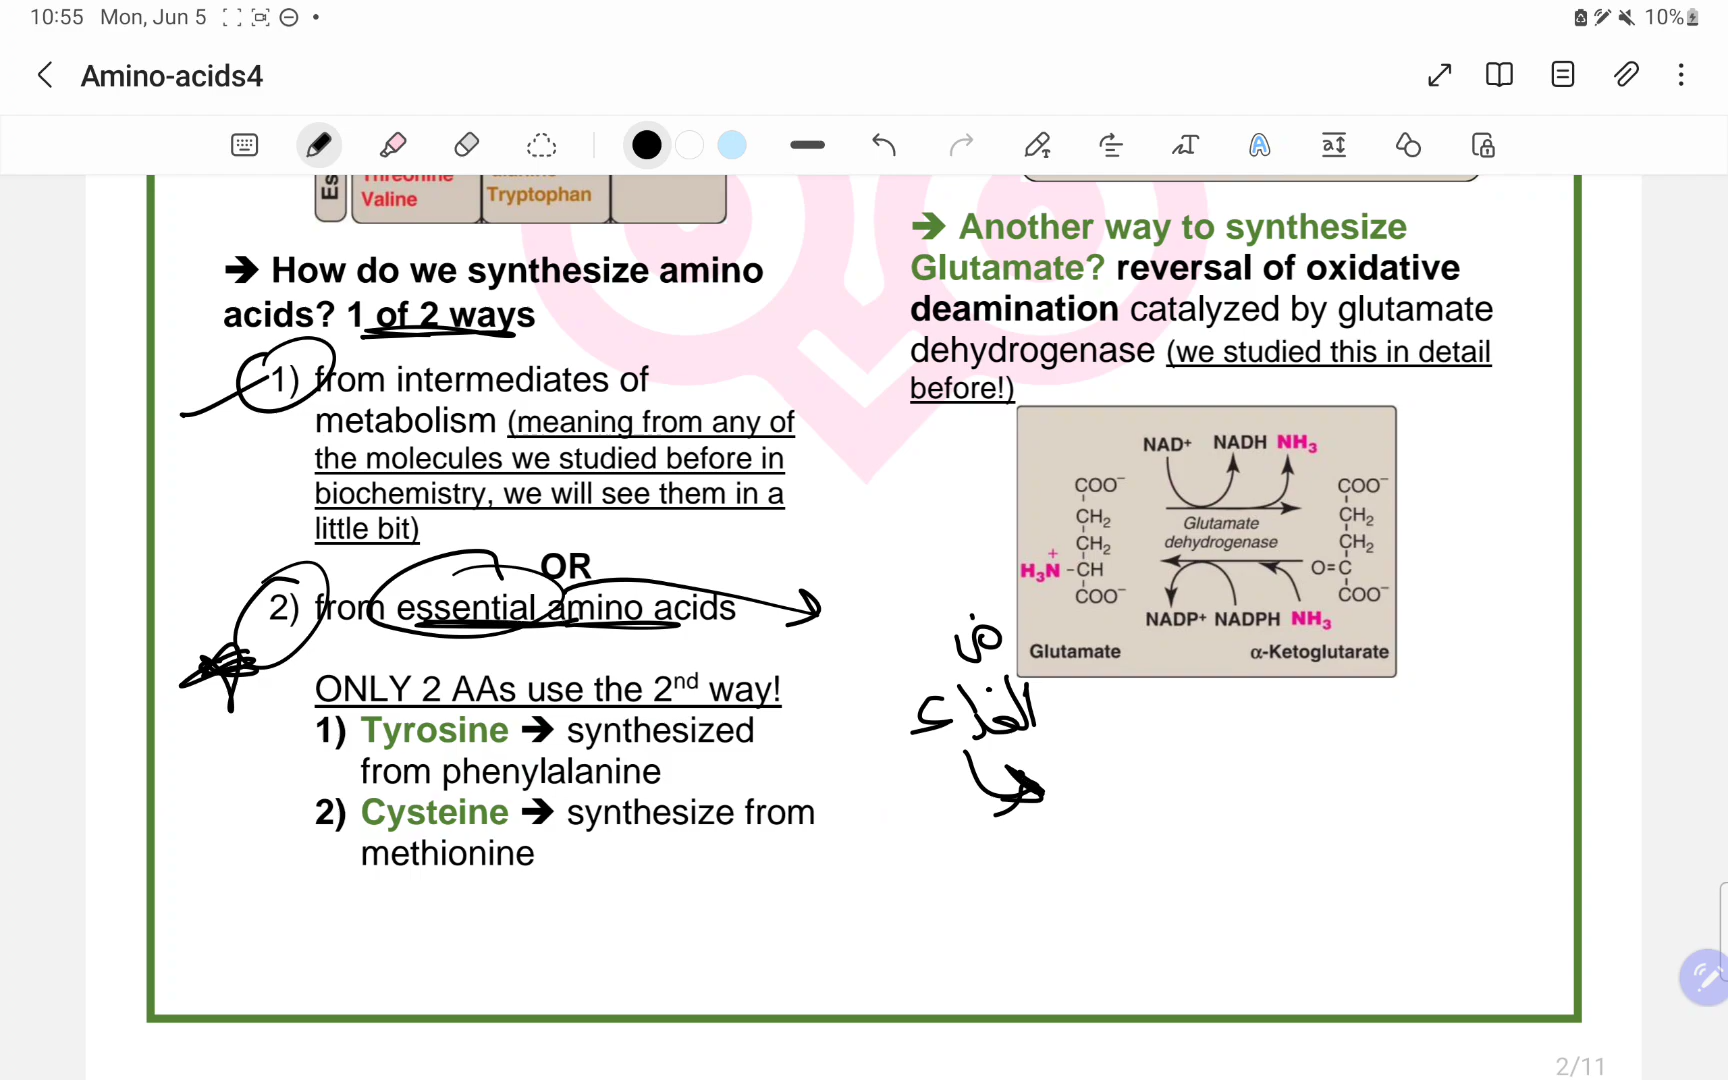 10:55 Mon, Jun 5
10%
Amino-acids4
Es
Threonine
Valine
Tryptophan
➔ How do we synthesize amino
acids? 1 of 2 ways
1) from intermediates of
metabolism (meaning from any of
the molecules we studied before in
biochemistry, we will see them in a
little bit)
OR
2) from essential amino acids
ONLY 2 AAs use the 2nd way!
1) Tyrosine ➔ synthesized
from phenylalanine
2) Cysteine ➔ synthesize from
methionine
➔ Another way to synthesize
Glutamate? reversal of oxidative
deamination catalyzed by glutamate
dehydrogenase (we studied this in detail
before!)
NAD+ NADH NH3
COO− COO−
CH2 CH2
Glutamate
dehydrogenase
CH2 CH2
H3N+ -CH O=C
COO− COO−
NADP+ NADPH NH3
Glutamate α-Ketoglutarate
الغذاء
2/11